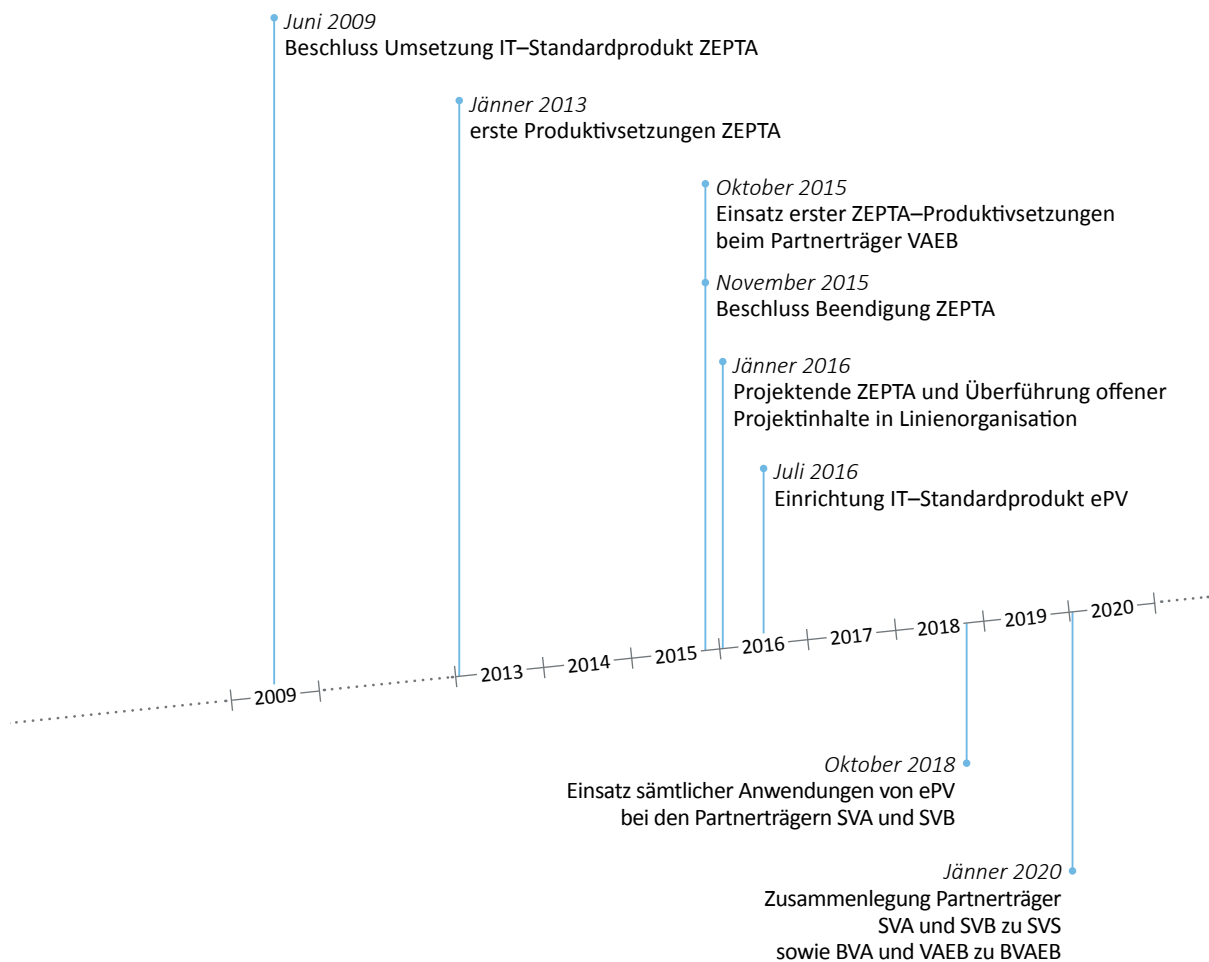 Juni 2009
Beschluss Umsetzung IT–Standardprodukt ZEPTA
Jänner 2013
erste Produktivsetzungen ZEPTA
Oktober 2015
Einsatz erster ZEPTA–Produktivsetzungen
beim Partnerträger VAEB
November 2015
Beschluss Beendigung ZEPTA
Jänner 2016
Projektende ZEPTA und Überführung offener
Projektinhalte in Linienorganisation
Juli 2016
Einrichtung IT–Standardprodukt ePV
2009
2013
2014
2015
2016
2017
2018
2019
2020
Oktober 2018
Einsatz sämtlicher Anwendungen von ePV
bei den Partnerträgern SVA und SVB
Jänner 2020
Zusammenlegung Partnerträger
SVA und SVB zu SVS
sowie BVA und VAEB zu BVAEB